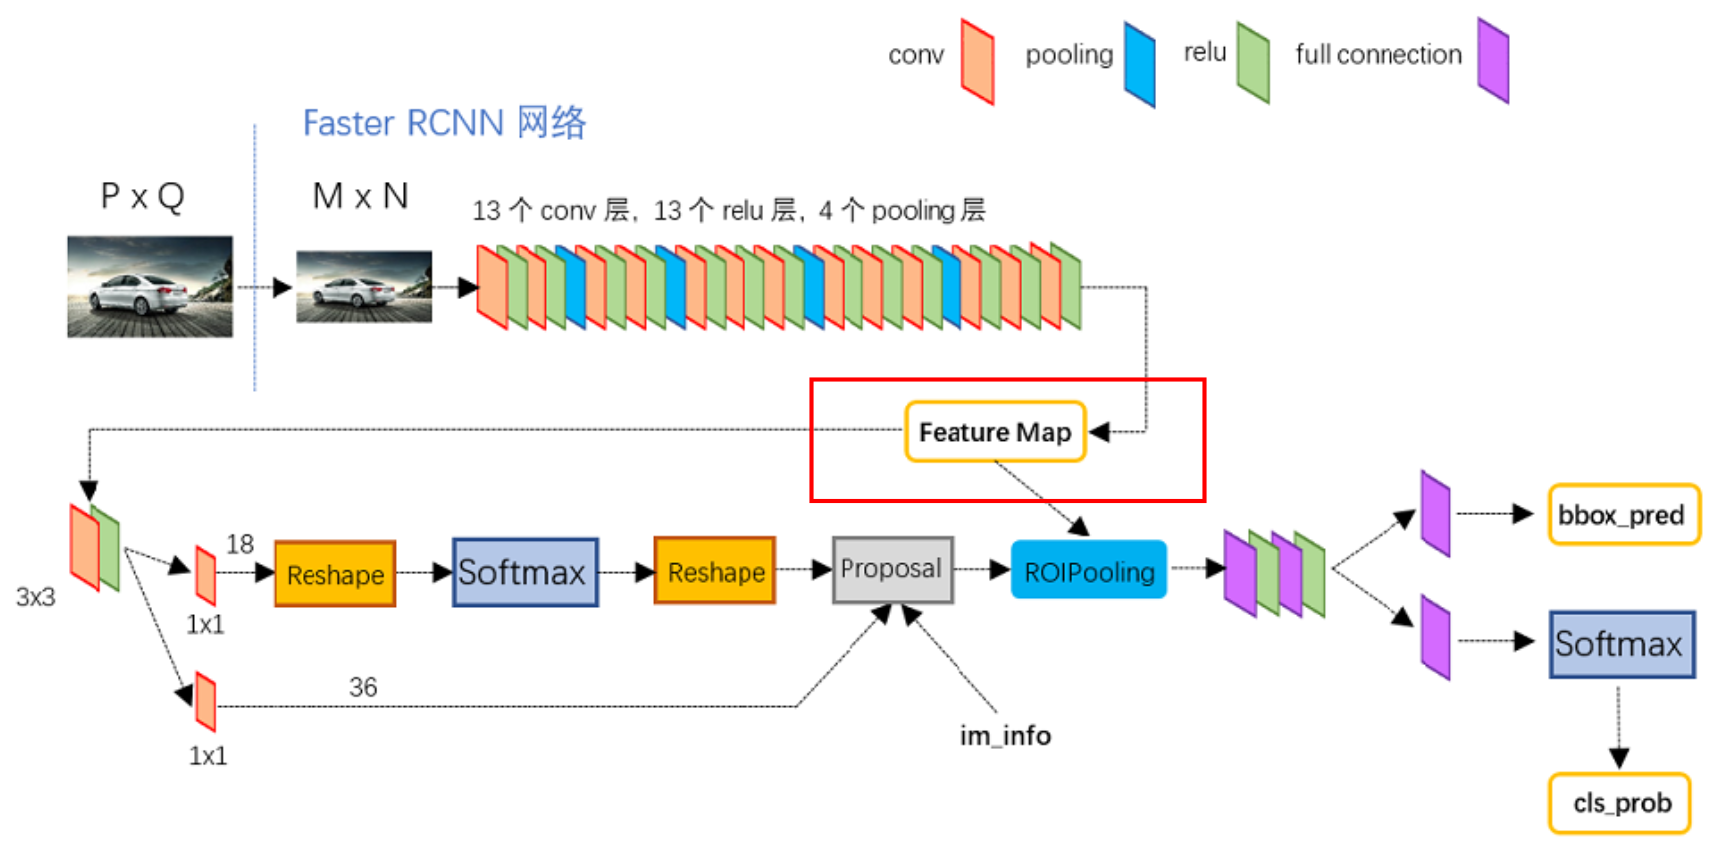 conv
pooling
relu
full connection
Faster RCNN 网络
P x Q
M x N
13 个 conv 层, 13 个 relu 层, 4 个 pooling 层
Feature Map
3x3
18
1x1
Reshape
Softmax
Reshape
Proposal
ROIPooling
bbox_pred
36
1x1
im_info
Softmax
cls_prob